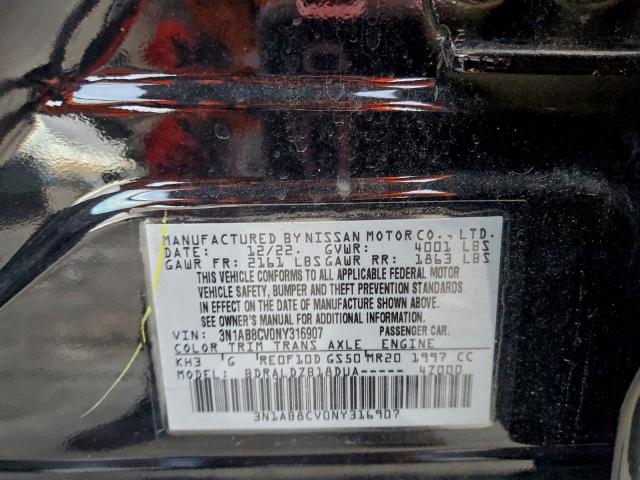 MANUFACTURED BY NISSAN MOTOR CO., LTD.
DATE: 12/22. GVWR: 4001 LBS
GAWR FR: 2161 LBS GAWR RR: 1863 LBS
THIS VEHICLE CONFORMS TO ALL APPLICABLE FEDERAL MOTOR
VEHICLE SAFETY, BUMPER AND THEFT PREVENTION STANDARDS
IN EFFECT ON THE DATE OF MANUFACTURE SHOWN ABOVE.
SEE OWNER'S MANUAL FOR ADDITIONAL INFORMATION.
VIN: 3N1AB8CV0NY316907 PASSENGER CAR.
COLOR TRIM TRANS AXLE ENGINE
KH3 G RE0F10D GS50 MR20 1997 CC
MODEL: BDRALDZB18DUA----- 4Z000
3N1AB8CV0NY316907